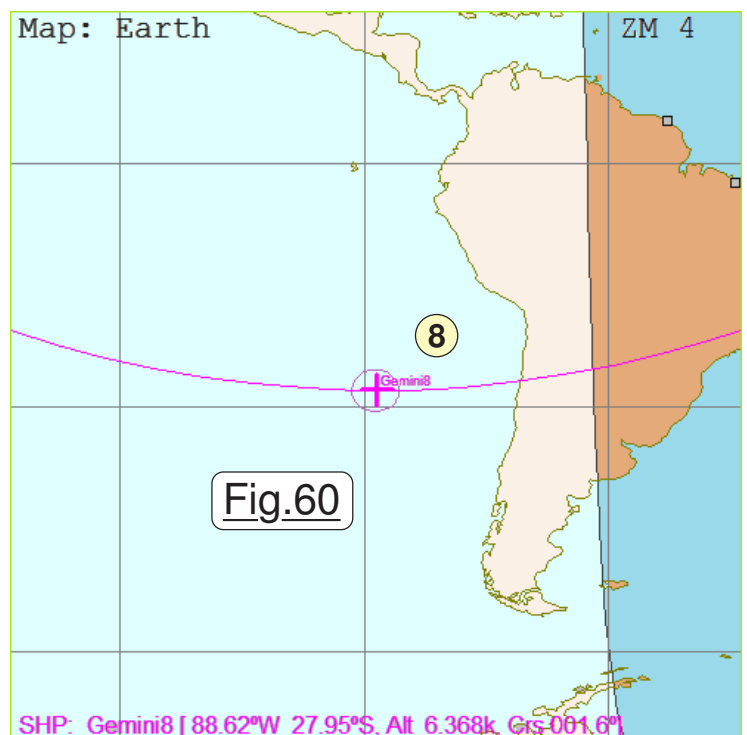 Map: Earth
ZM 4
8
Gemini8
Fig.60
SHP: Gemini8 [ 88.62ºW 27.95ºS, Alt 6.368k, Crs 001.6º]